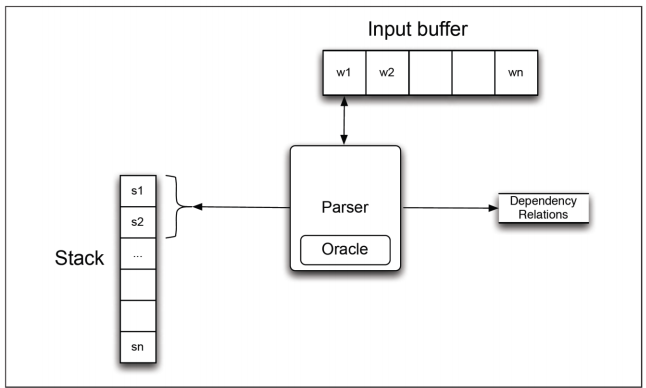 Input buffer
w1
w2
wn
Parser
Oracle
Dependency
Relations
Stack
s1
s2
...
sn